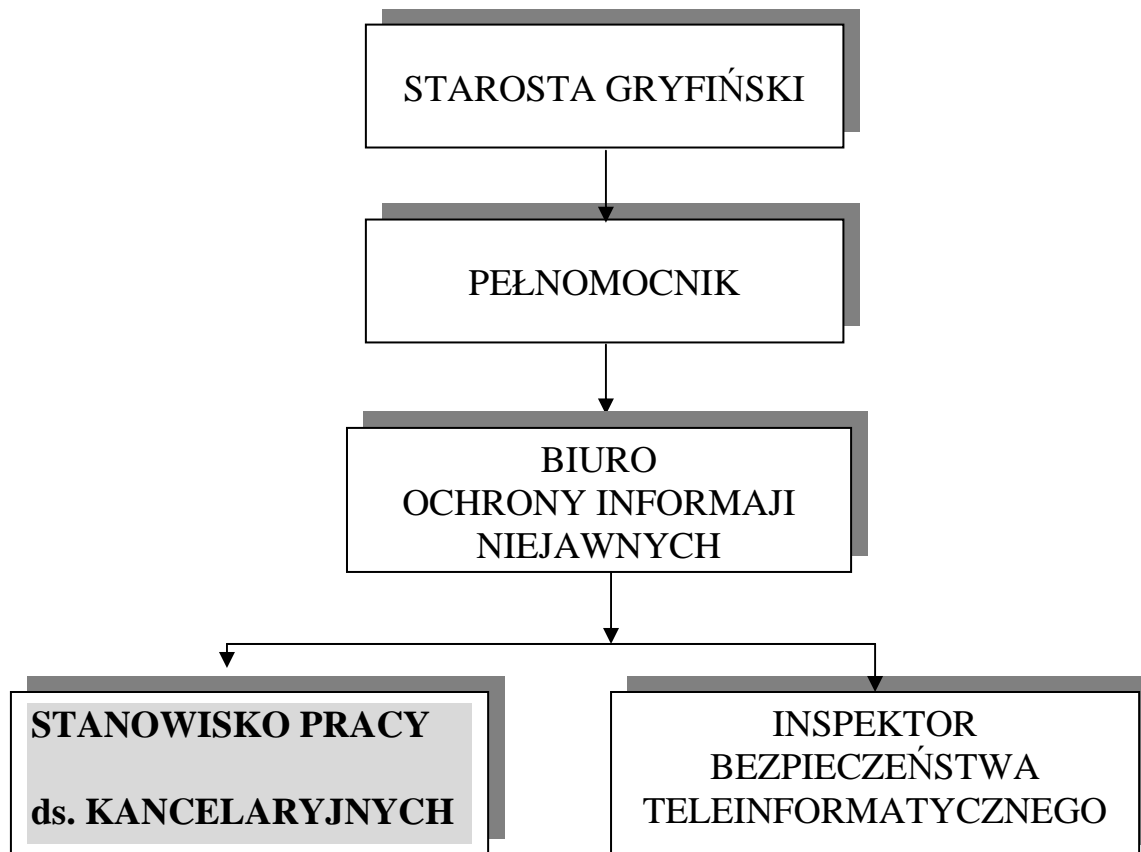 STAROSTA GRYFIŃSKI
PEŁNOMOCNIK
BIURO
OCHRONY INFORMAJI
NIEJAWNYCH
STANOWISKO PRACY
ds. KANCELARYJNYCH
INSPEKTOR
BEZPIECZEŃSTWA
TELEINFORMATYCZNEGO